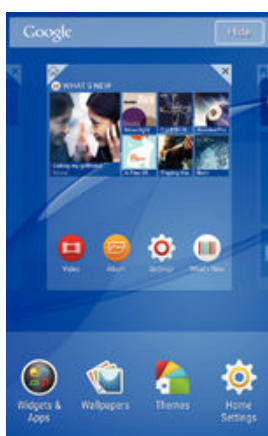 Google
Hide
WHAT'S NEW
Video
Album
Settings
What's New
Widgets &
Apps
Wallpapers
Themes
Home
Settings